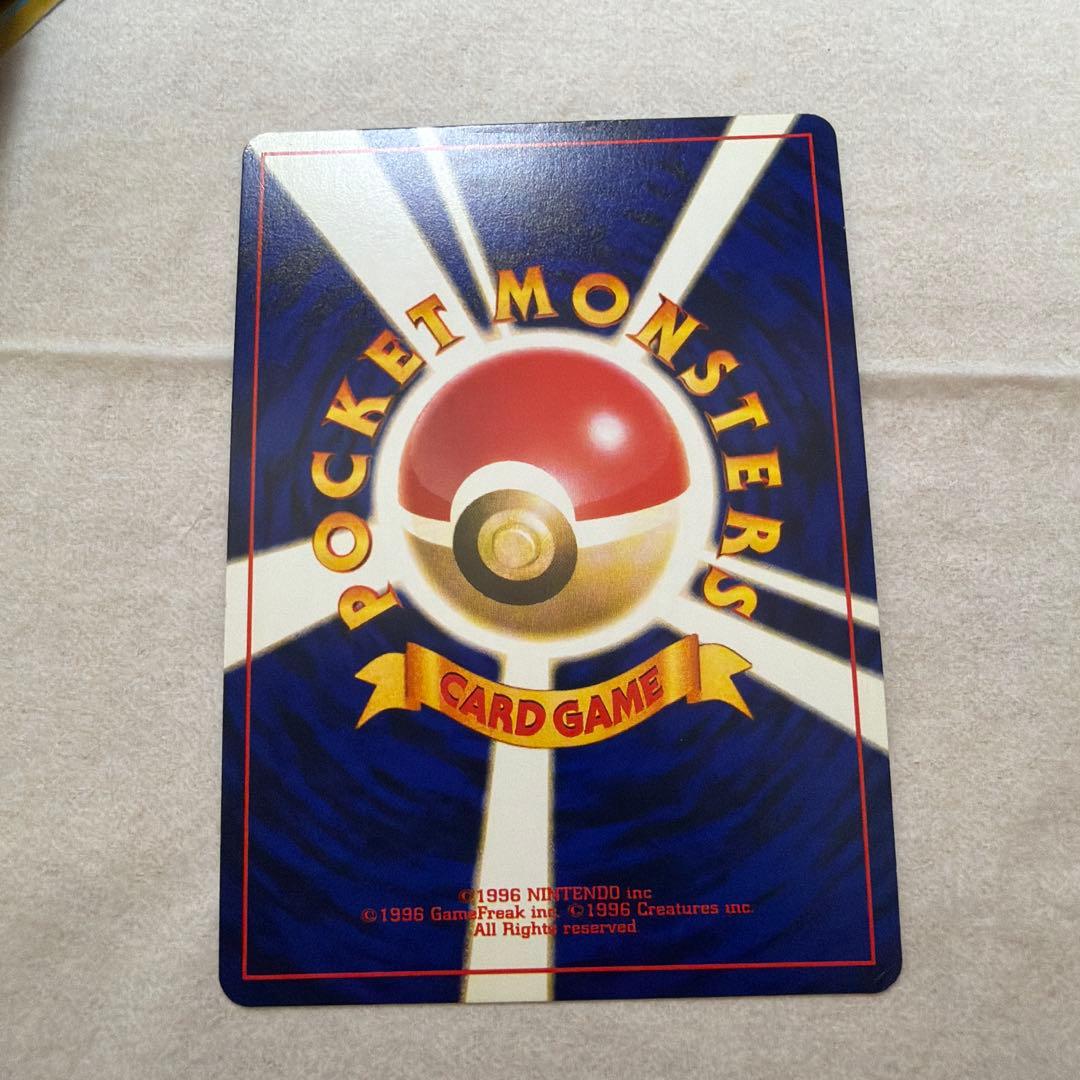 POCKET MONSTERS
CARD GAME
©1996 NINTENDO inc
©1996 GameFreak inc. ©1996 Creatures inc.
All Rights reserved